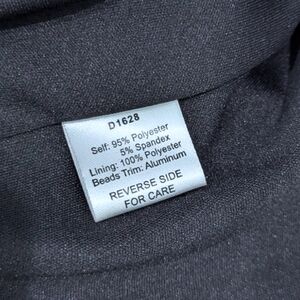 D1628
Self: 95% Polyester
5% Spandex
Lining: 100% Polyester
Beads Trim: Aluminum
REVERSE SIDE
FOR CARE